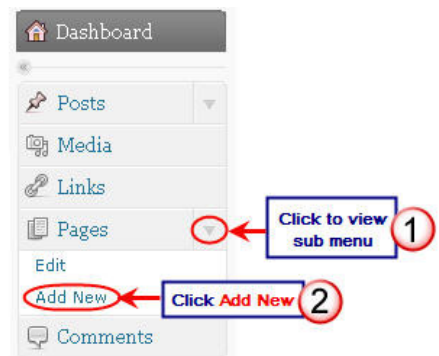 Dashboard
Posts
Media
Links
Pages
Click to view
sub menu
1
Edit
Add New
Click Add New
2
Comments